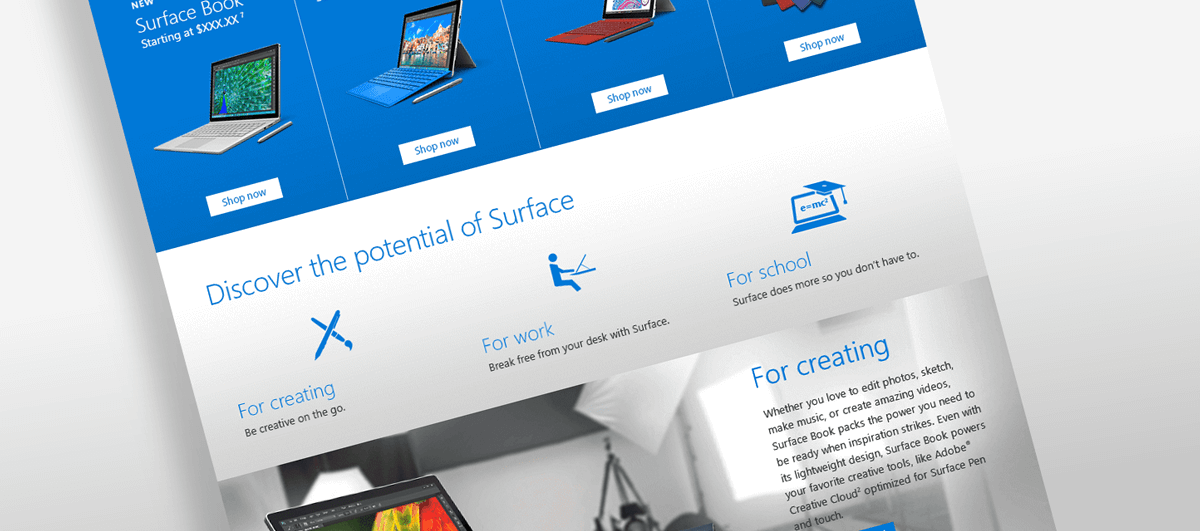 NEW
Surface Book
Starting at $XXX.XX⁷
Shop now
Shop now
Shop now
Shop now
Discover the potential of Surface
For creating
Be creative on the go.
For work
Break free from your desk with Surface.
e=mc²
For school
Surface does more so you don't have to.
For creating
Whether you love to edit photos, sketch,
make music, or create amazing videos,
Surface Book packs the power you need to
be ready when inspiration strikes. Even with
its lightweight design, Surface Book powers
your favorite creative tools, like Adobe®
Creative Cloud² optimized for Surface Pen
and touch.